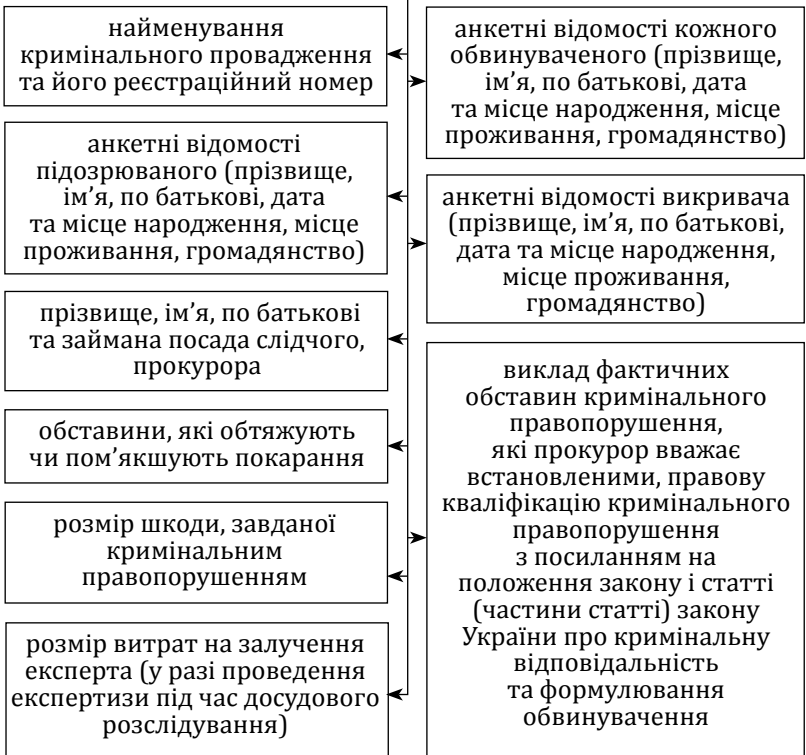 найменування
кримінального провадження
та його реєстраційний номер
анкетні відомості кожного
обвинуваченого (прізвище,
ім’я, по батькові, дата
та місце народження, місце
проживання, громадянство)
анкетні відомості
підозрюваного (прізвище,
ім’я, по батькові, дата
та місце народження, місце
проживання, громадянство)
анкетні відомості викривача
(прізвище, ім’я, по батькові,
дата та місце народження,
місце проживання,
громадянство)
прізвище, ім’я, по батькові
та займана посада слідчого,
прокурора
обставини, які обтяжують
чи пом’якшують покарання
розмір шкоди, завданої
кримінальним
правопорушенням
розмір витрат на залучення
експерта (у разі проведення
експертизи під час досудового
розслідування)
виклад фактичних
обставин кримінального
правопорушення,
які прокурор вважає
встановленими, правову
кваліфікацію кримінального
правопорушення
з посиланням на
положення закону і статті
(частини статті) закону
України про кримінальну
відповідальність
та формулювання
обвинувачення